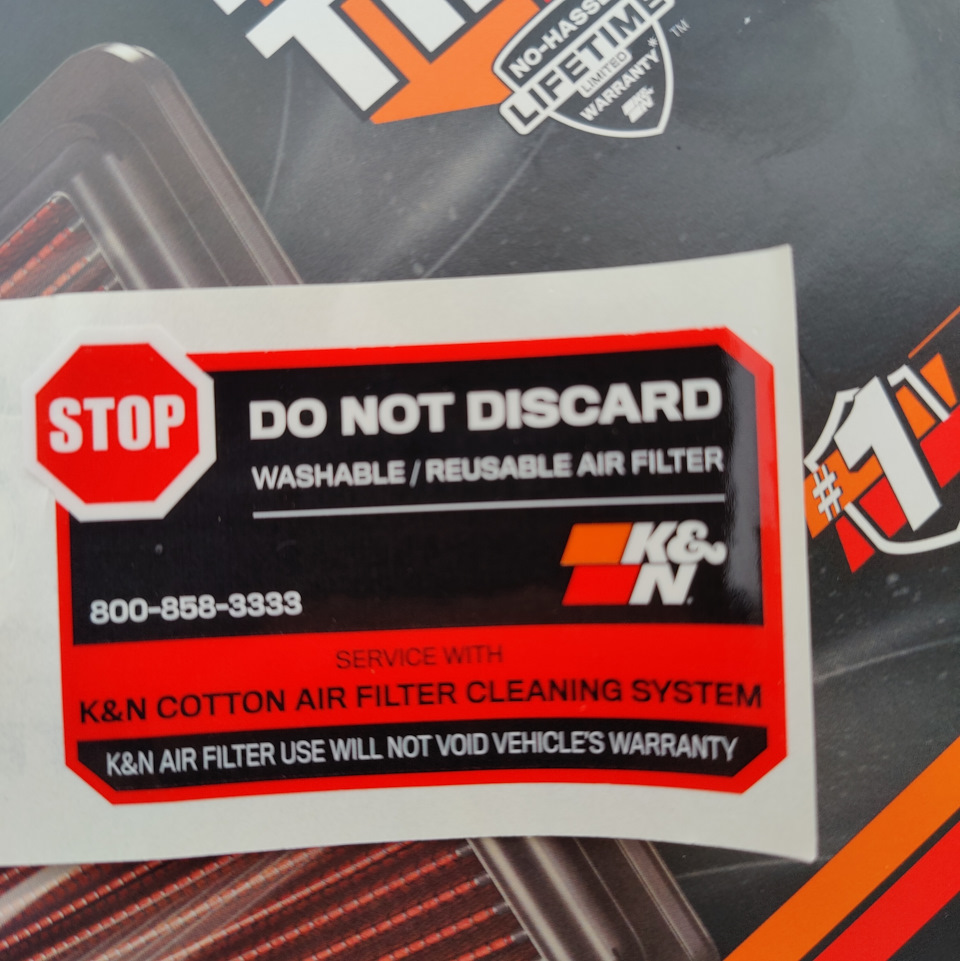 NO-HASSLE
LIFETIME™
LIMITED
WARRANTY*
K&N
STOP
DO NOT DISCARD
WASHABLE / REUSABLE AIR FILTER
K&N
800-858-3333
#1
SERVICE WITH
K&N COTTON AIR FILTER CLEANING SYSTEM
K&N AIR FILTER USE WILL NOT VOID VEHICLE'S WARRANTY